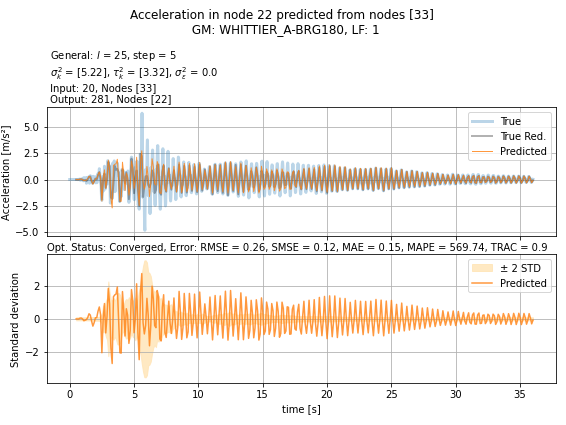 Acceleration in node 22 predicted from nodes [33]
GM: WHITTIER_A-BRG180, LF: 1
General: l = 25, step = 5
σ²ₖ = [5.22], τ²ₖ = [3.32], σ²ₑ = 0.0
Input: 20, Nodes [33]
Output: 281, Nodes [22]
Acceleration [m/s²]
5.0
2.5
0.0
−2.5
−5.0
True
True Red.
Predicted
Opt. Status: Converged, Error: RMSE = 0.26, SMSE = 0.12, MAE = 0.15, MAPE = 569.74, TRAC = 0.9
Standard deviation
2
0
−2
± 2 STD
Predicted
0 5 10 15 20 25 30 35
time [s]